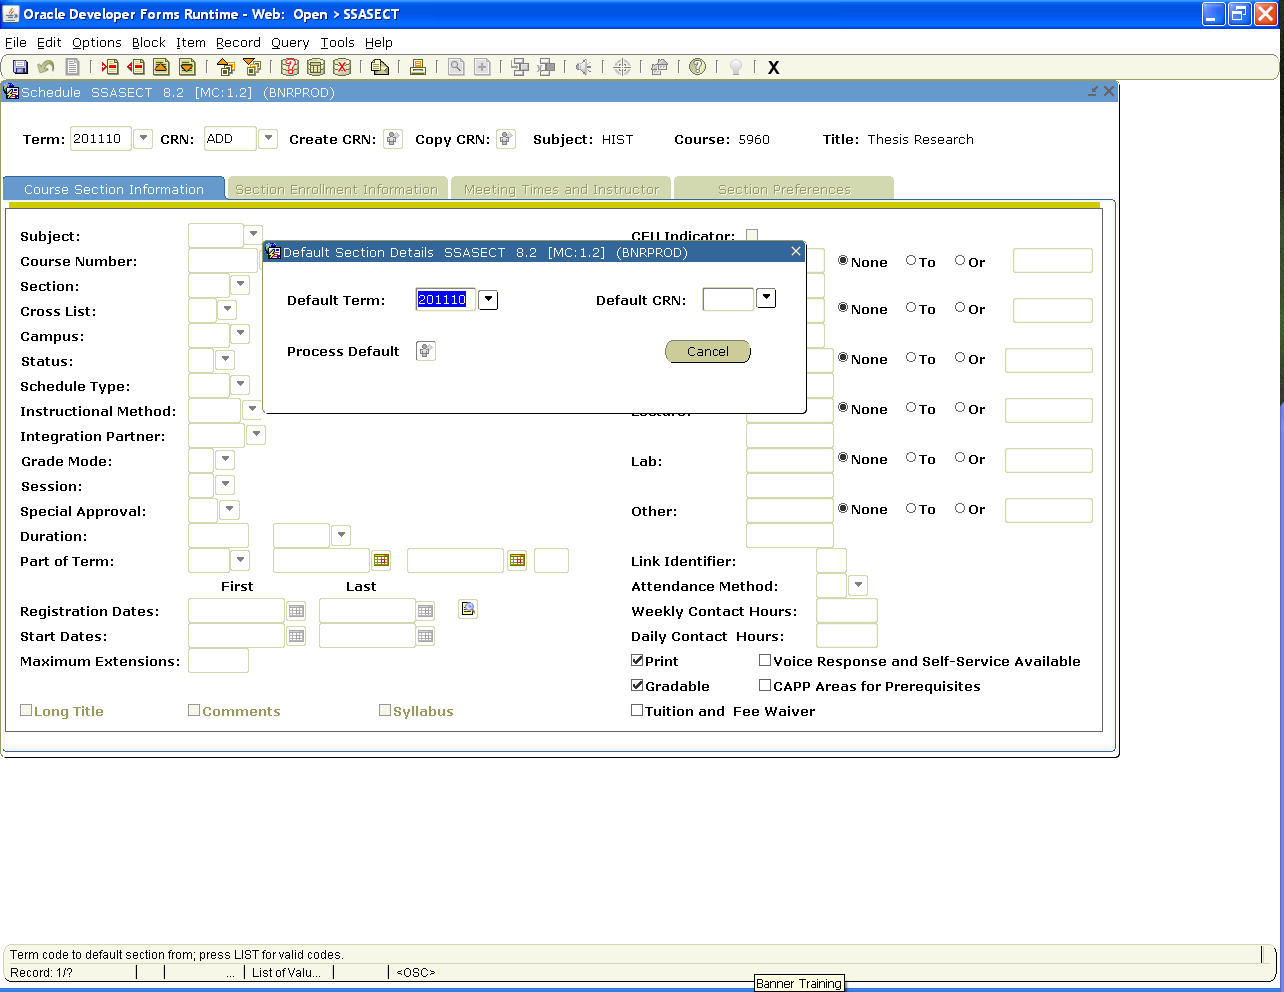 Oracle Developer Forms Runtime - Web: Open > SSASECT
File Edit Options Block Item Record Query Tools Help
X
Schedule SSASECT 8.2 [MC:1.2] (BNRPROD)
Term: 201110 CRN: ADD Create CRN: Copy CRN: Subject: HIST Course: 5960 Title: Thesis Research
Course Section Information Section Enrollment Information Meeting Times and Instructor Section Preferences
Subject: CEU Indicator:
Default Section Details SSASECT 8.2 [MC:1.2] (BNRPROD)
Course Number: None To Or
Section:
Default Term: 201110 Default CRN:
Cross List: None To Or
Campus:
Process Default Cancel
Status: None To Or
Schedule Type:
Instructional Method: Lecture: None To Or
Integration Partner:
Grade Mode: Lab: None To Or
Session:
Special Approval: Other: None To Or
Duration:
Part of Term: Link Identifier:
First Last Attendance Method:
Registration Dates: Weekly Contact Hours:
Start Dates: Daily Contact Hours:
Maximum Extensions: Print Voice Response and Self-Service Available
Gradable CAPP Areas for Prerequisites
Long Title Comments Syllabus Tuition and Fee Waiver
Term code to default section from; press LIST for valid codes.
Record: 1/? ... List of Valu... <OSC>
Banner Training